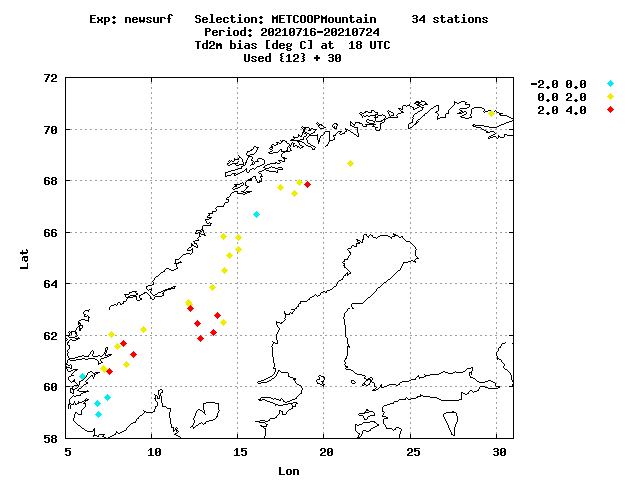 Exp: newsurf   Selection: METCOOPMountain     34 stations
Period: 20210716-20210724
Td2m bias [deg C] at  18 UTC
Used {12} + 30
-2.0 0.0
0.0 2.0
2.0 4.0
72
70
68
66
64
62
60
58
Lat
5 10 15 20 25 30
Lon